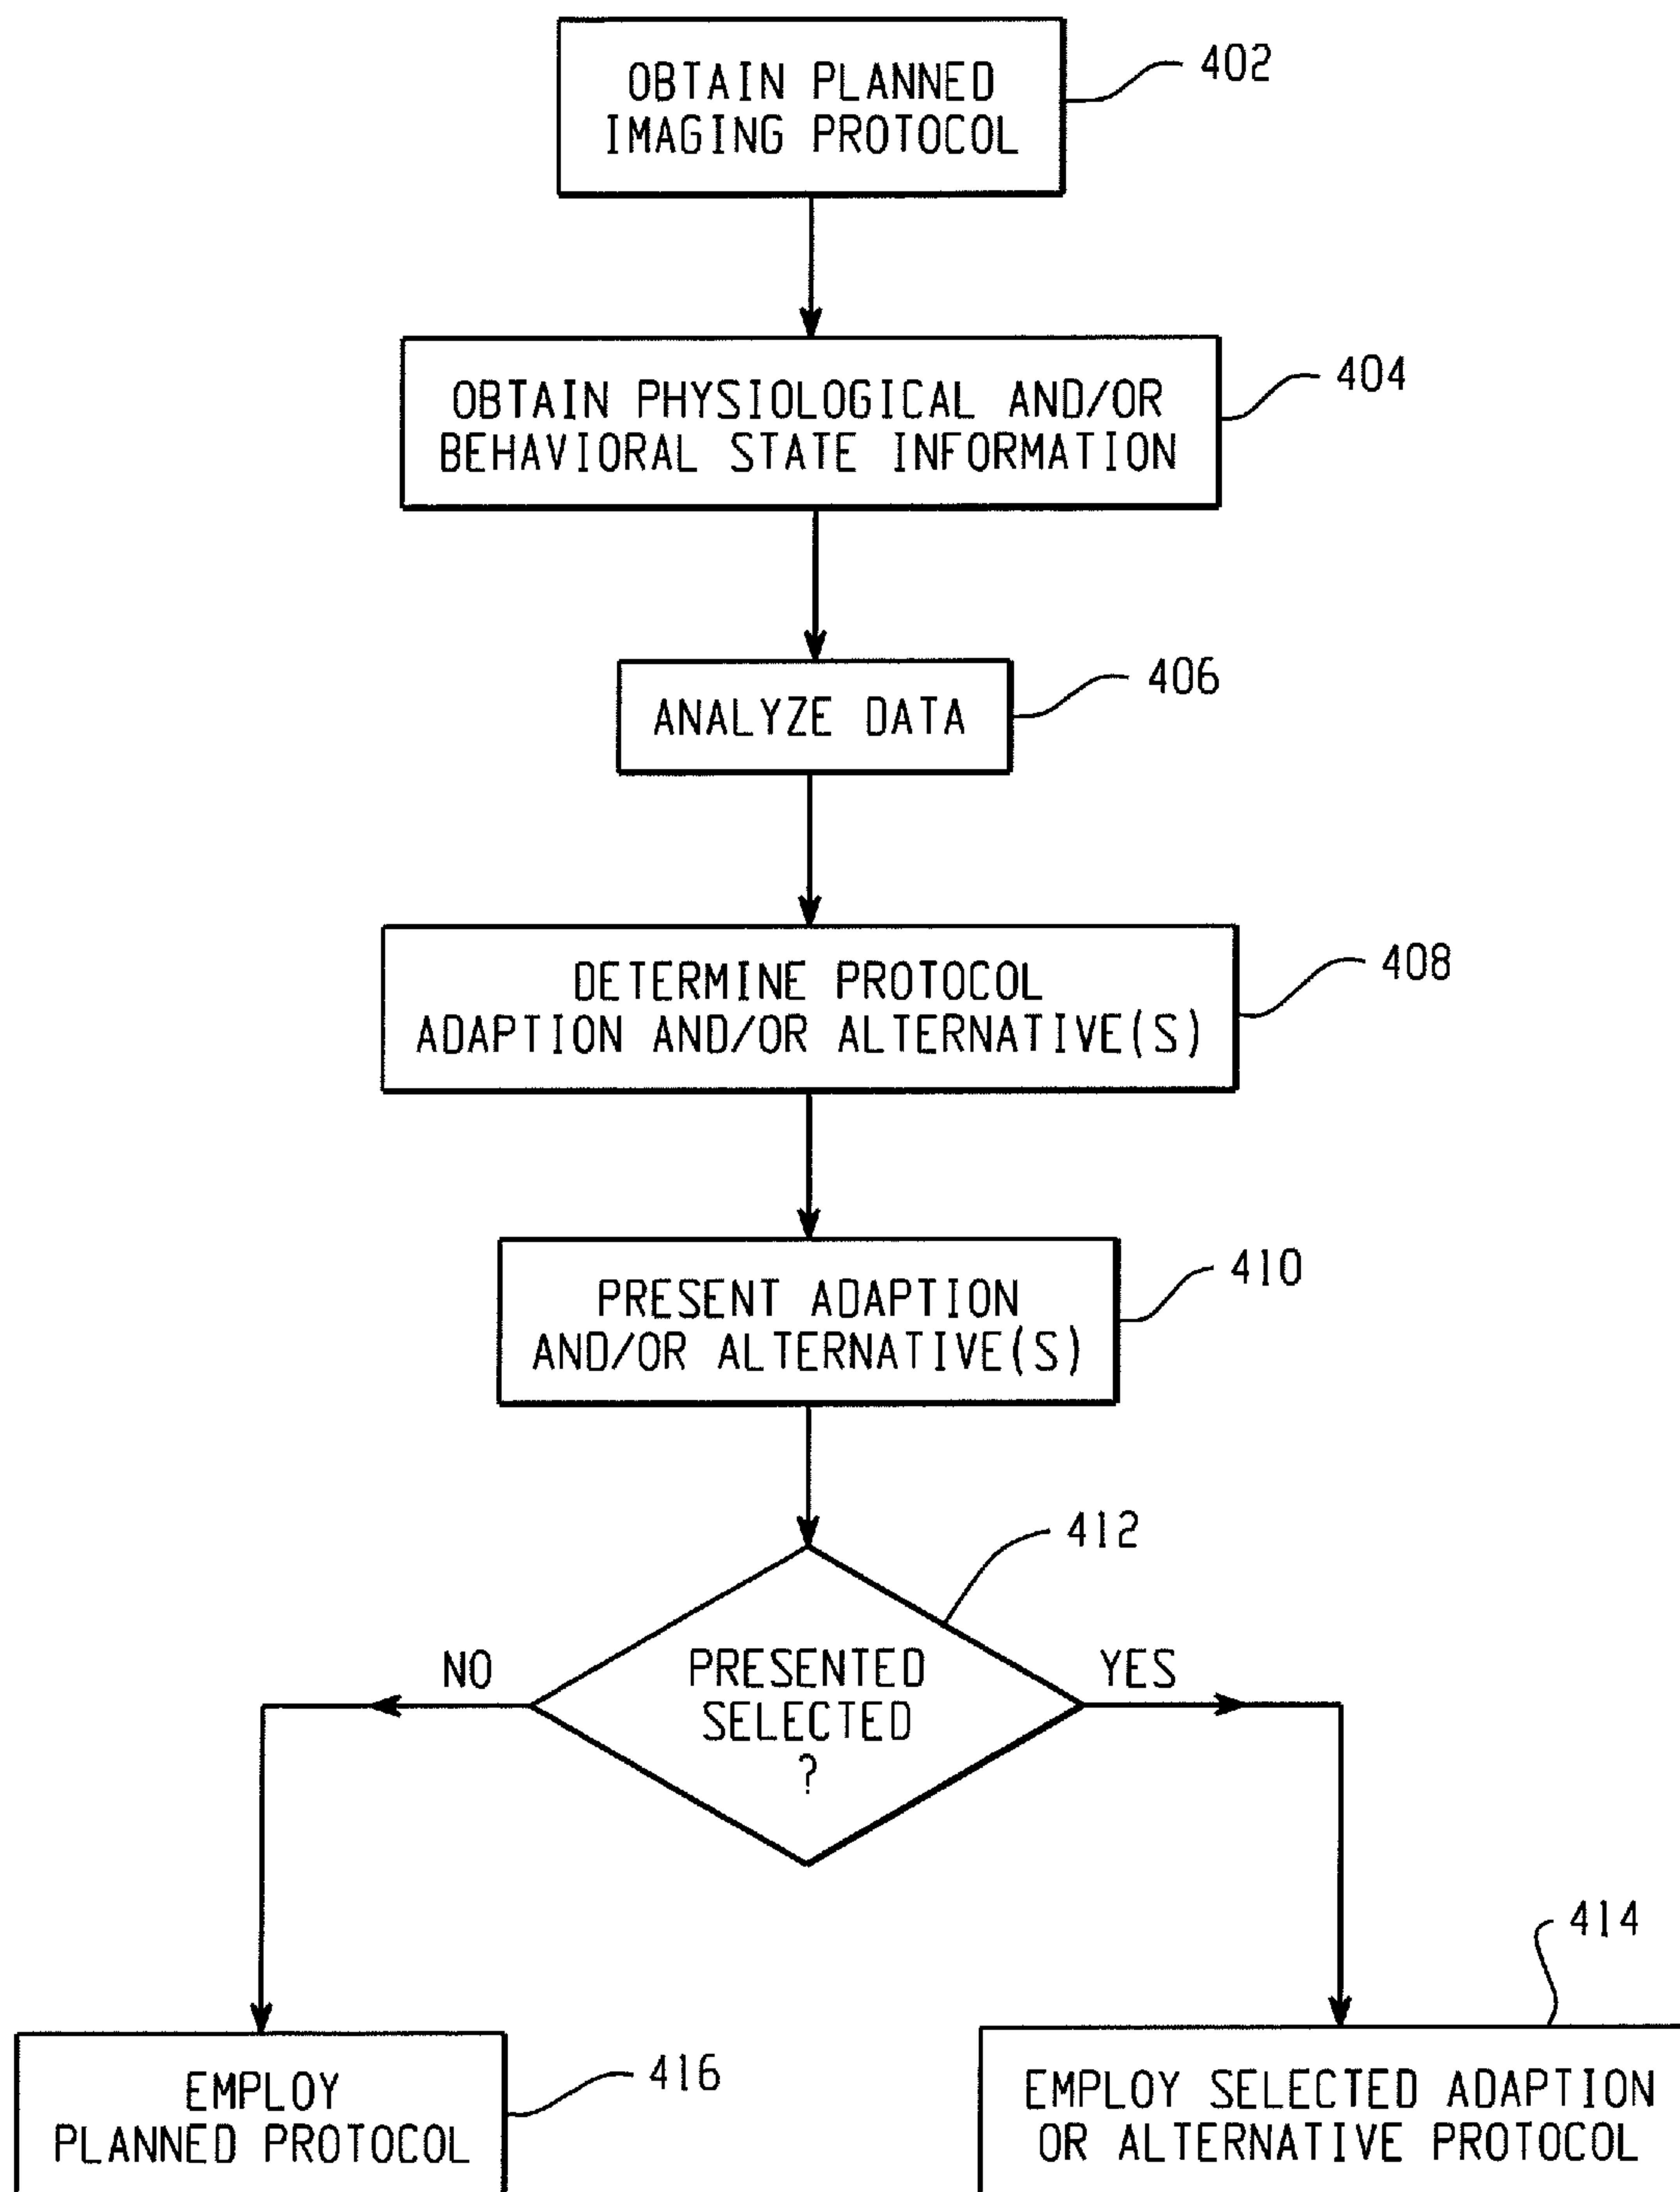 OBTAIN PLANNED
IMAGING PROTOCOL
402
OBTAIN PHYSIOLOGICAL AND/OR
BEHAVIORAL STATE INFORMATION
404
ANALYZE DATA
406
DETERMINE PROTOCOL
ADAPTION AND/OR ALTERNATIVE(S)
408
PRESENT ADAPTION
AND/OR ALTERNATIVE(S)
410
412
NO
PRESENTED
SELECTED
?
YES
414
EMPLOY
PLANNED PROTOCOL
416
EMPLOY SELECTED ADAPTION
OR ALTERNATIVE PROTOCOL